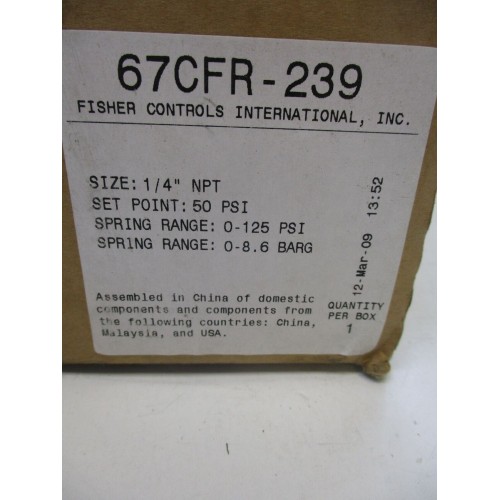 67CFR-239
FISHER CONTROLS INTERNATIONAL, INC.
SIZE: 1/4" NPT
SET POINT: 50 PSI
SPRING RANGE: 0-125 PSI
SPRING RANGE: 0-8.6 BARG
12-Mar-09 13:52
Assembled in China of domestic
components and components from
the following countries: China,
Malaysia, and USA.
QUANTITY
PER BOX
1